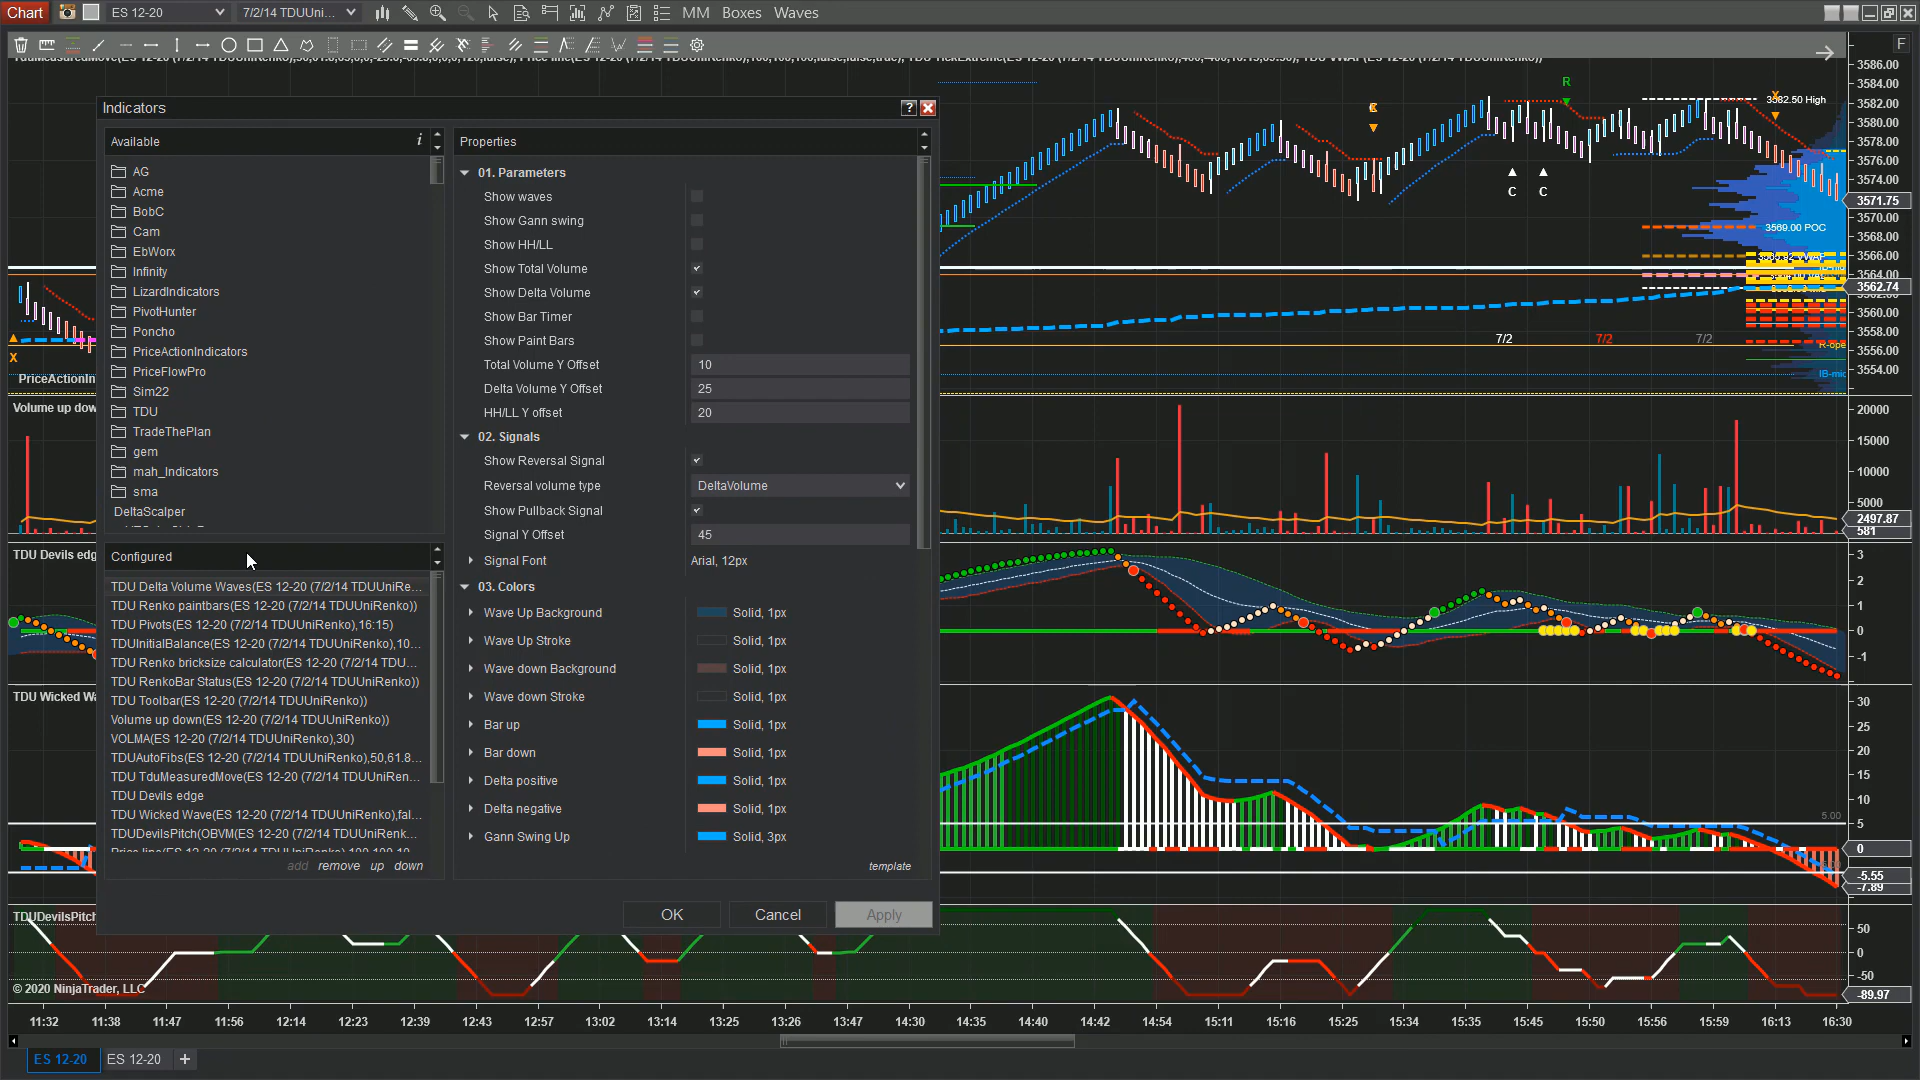 Chart
ES 12-20
7/2/14 TDUUni...
MM
Boxes
Waves
F
Indicators
?
Available
i
AG
Acme
BobC
Cam
EbWorx
Infinity
LizardIndicators
PivotHunter
Poncho
PriceActionIndicators
PriceFlowPro
Sim22
TDU
TradeThePlan
gem
mah_Indicators
sma
DeltaScalper
Configured
TDU Delta Volume Waves(ES 12-20 (7/2/14 TDUUniRe...
TDU Renko paintbars(ES 12-20 (7/2/14 TDUUniRenko))
TDU Pivots(ES 12-20 (7/2/14 TDUUniRenko),16:15)
TDUInitialBalance(ES 12-20 (7/2/14 TDUUniRenko),10...
TDU Renko bricksize calculator(ES 12-20 (7/2/14 TDU...
TDU RenkoBar Status(ES 12-20 (7/2/14 TDUUniRenko))
TDU Toolbar(ES 12-20 (7/2/14 TDUUniRenko))
Volume up down(ES 12-20 (7/2/14 TDUUniRenko))
VOLMA(ES 12-20 (7/2/14 TDUUniRenko),30)
TDUAutoFibs(ES 12-20 (7/2/14 TDUUniRenko),50,61.8...
TDU TduMeasuredMove(ES 12-20 (7/2/14 TDUUniRen...
TDU Devils edge
TDU Wicked Wave(ES 12-20 (7/2/14 TDUUniRenko),fal...
TDUDevilsPitch(OBVM(ES 12-20 (7/2/14 TDUUniRenk...
add remove up down
Properties
01. Parameters
Show waves
Show Gann swing
Show HH/LL
Show Total Volume
Show Delta Volume
Show Bar Timer
Show Paint Bars
Total Volume Y Offset 10
Delta Volume Y Offset 25
HH/LL Y offset 20
02. Signals
Show Reversal Signal
Reversal volume type DeltaVolume
Show Pullback Signal
Signal Y Offset 45
Signal Font Arial, 12px
03. Colors
Wave Up Background Solid, 1px
Wave Up Stroke Solid, 1px
Wave down Background Solid, 1px
Wave down Stroke Solid, 1px
Bar up Solid, 1px
Bar down Solid, 1px
Delta positive Solid, 1px
Delta negative Solid, 1px
Gann Swing Up Solid, 3px
template
OK
Cancel
Apply
X
PriceActionIn
Volume up dow
TDU Devils edg
TDU Wicked Wa
TDUDevilsPitch
© 2020 NinjaTrader, LLC
R
C
C
3582.50 High
3569.00 POC
7/2
7/2
7/2
R-ope
IB-mid
5.00
3586.00
3584.00
3582.00
3580.00
3578.00
3576.00
3574.00
3571.75
3570.00
3568.00
3566.00
3564.00
3562.74
3560.00
3558.00
3556.00
3554.00
20000
15000
10000
5000
2497.87
581
3
2
1
0
-1
30
25
20
15
10
5
0
-5.55
-7.89
50
0
-50
-89.97
11:32 11:38 11:47 11:56 12:14 12:23 12:39 12:43 12:57 13:02 13:14 13:25 13:26 13:47 14:30 14:35 14:40 14:42 14:54 15:11 15:16 15:25 15:34 15:35 15:45 15:50 15:56 15:59 16:13 16:30
ES 12-20
ES 12-20
+